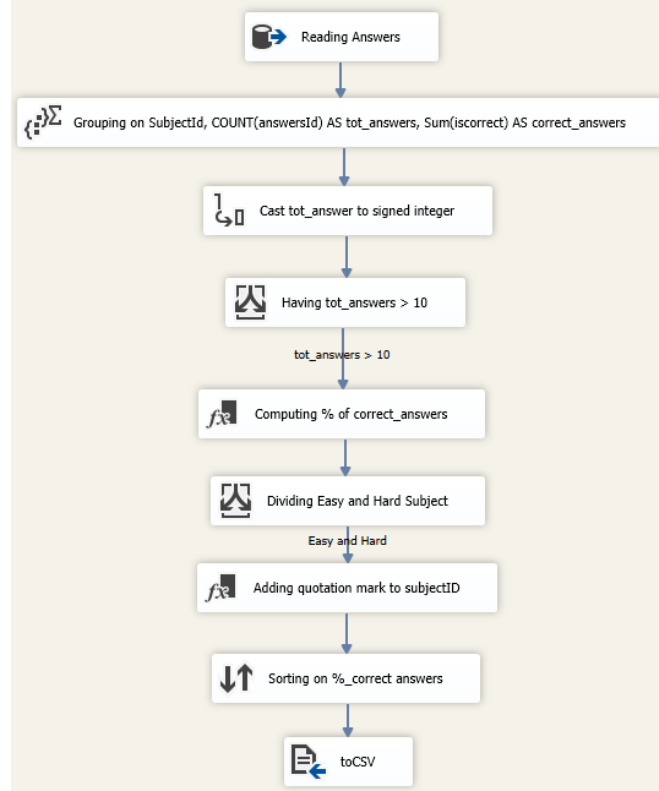 Reading Answers
Grouping on SubjectId, COUNT(answersId) AS tot_answers, Sum(iscorrect) AS correct_answers
Cast tot_answer to signed integer
Having tot_answers > 10
tot_answers > 10
Computing % of correct_answers
Dividing Easy and Hard Subject
Easy and Hard
Adding quotation mark to subjectID
Sorting on %_correct answers
toCSV